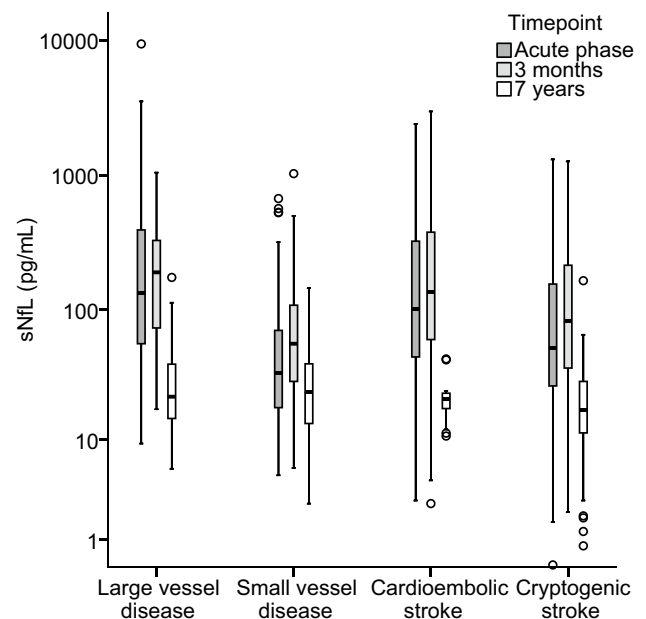 Timepoint
Acute phase
3 months
7 years
10000
1000
100
10
1
sNfL (pg/mL)
Large vessel disease
Small vessel disease
Cardioembolic stroke
Cryptogenic stroke